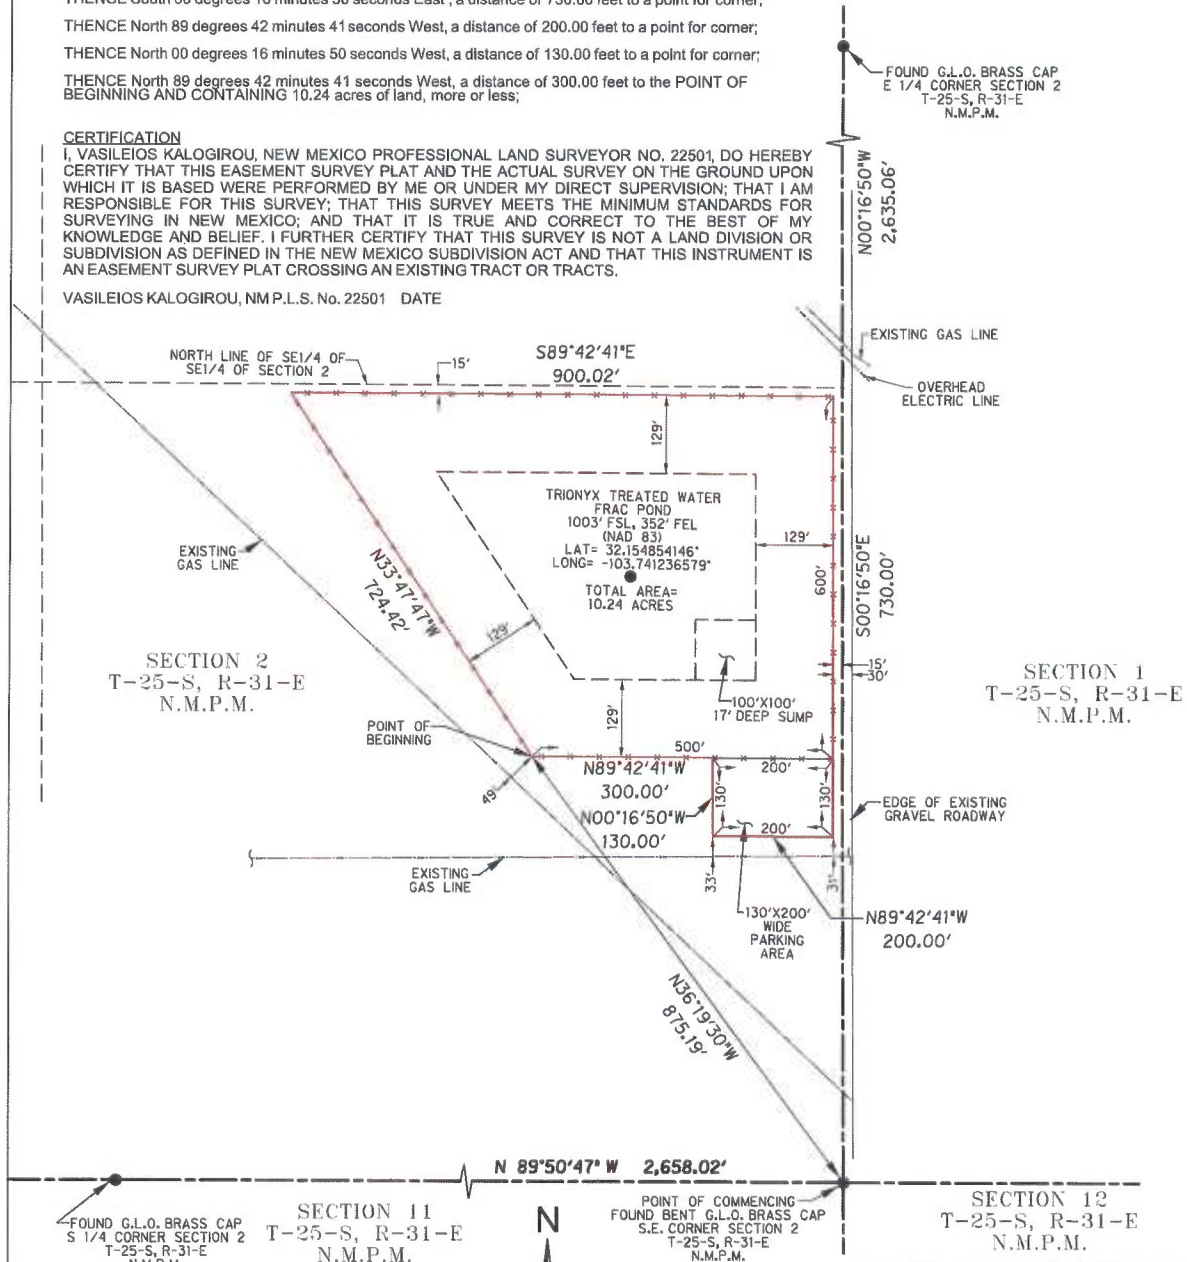 THENCE South 00 degrees 16 minutes 50 seconds East, a distance of 730.00 feet to a point for corner;
THENCE North 89 degrees 42 minutes 41 seconds West, a distance of 200.00 feet to a point for corner;
THENCE North 00 degrees 16 minutes 50 seconds West, a distance of 130.00 feet to a point for corner;
THENCE North 89 degrees 42 minutes 41 seconds West, a distance of 300.00 feet to the POINT OF
BEGINNING AND CONTAINING 10.24 acres of land, more or less;
CERTIFICATION
I, VASILEIOS KALOGIROU, NEW MEXICO PROFESSIONAL LAND SURVEYOR NO. 22501, DO HEREBY
CERTIFY THAT THIS EASEMENT SURVEY PLAT AND THE ACTUAL SURVEY ON THE GROUND UPON
WHICH IT IS BASED WERE PERFORMED BY ME OR UNDER MY DIRECT SUPERVISION; THAT I AM
RESPONSIBLE FOR THIS SURVEY; THAT THIS SURVEY MEETS THE MINIMUM STANDARDS FOR
SURVEYING IN NEW MEXICO; AND THAT IT IS TRUE AND CORRECT TO THE BEST OF MY
KNOWLEDGE AND BELIEF. I FURTHER CERTIFY THAT THIS SURVEY IS NOT A LAND DIVISION OR
SUBDIVISION AS DEFINED IN THE NEW MEXICO SUBDIVISION ACT AND THAT THIS INSTRUMENT IS
AN EASEMENT SURVEY PLAT CROSSING AN EXISTING TRACT OR TRACTS.
VASILEIOS KALOGIROU, NM P.L.S. No. 22501 DATE
FOUND G.L.O. BRASS CAP
E 1/4 CORNER SECTION 2
T-25-S, R-31-E
N.M.P.M.
N00°16'50"W
2,635.06'
EXISTING GAS LINE
OVERHEAD
ELECTRIC LINE
NORTH LINE OF SE1/4 OF
SE1/4 OF SECTION 2
15'
S89°42'41"E
900.02'
129'
TRIONYX TREATED WATER
FRAC POND
1003' FSL, 352' FEL
(NAD 83)
LAT= 32.154854146°
LONG= -103.741236579°
TOTAL AREA=
10.24 ACRES
129'
600'
S00°16'50"E
730.00'
EXISTING
GAS LINE
N33°47'47"W
724.42'
129'
SECTION 2
T-25-S, R-31-E
N.M.P.M.
15'
30'
SECTION 1
T-25-S, R-31-E
N.M.P.M.
100'X100'
17' DEEP SUMP
129'
POINT OF
BEGINNING
500'
N89°42'41"W
300.00'
200'
49'
130'
130'
N00°16'50"W
130.00'
200'
EDGE OF EXISTING
GRAVEL ROADWAY
EXISTING
GAS LINE
33'
31'
130'X200'
WIDE
PARKING
AREA
N89°42'41"W
200.00'
N36°19'30"W
875.19'
N 89°50'47" W 2,658.02'
FOUND G.L.O. BRASS CAP
S 1/4 CORNER SECTION 2
T-25-S, R-31-E
N.M.P.M.
SECTION 11
T-25-S, R-31-E
N.M.P.M.
N
POINT OF COMMENCING
FOUND BENT G.L.O. BRASS CAP
S.E. CORNER SECTION 2
T-25-S, R-31-E
N.M.P.M.
SECTION 12
T-25-S, R-31-E
N.M.P.M.